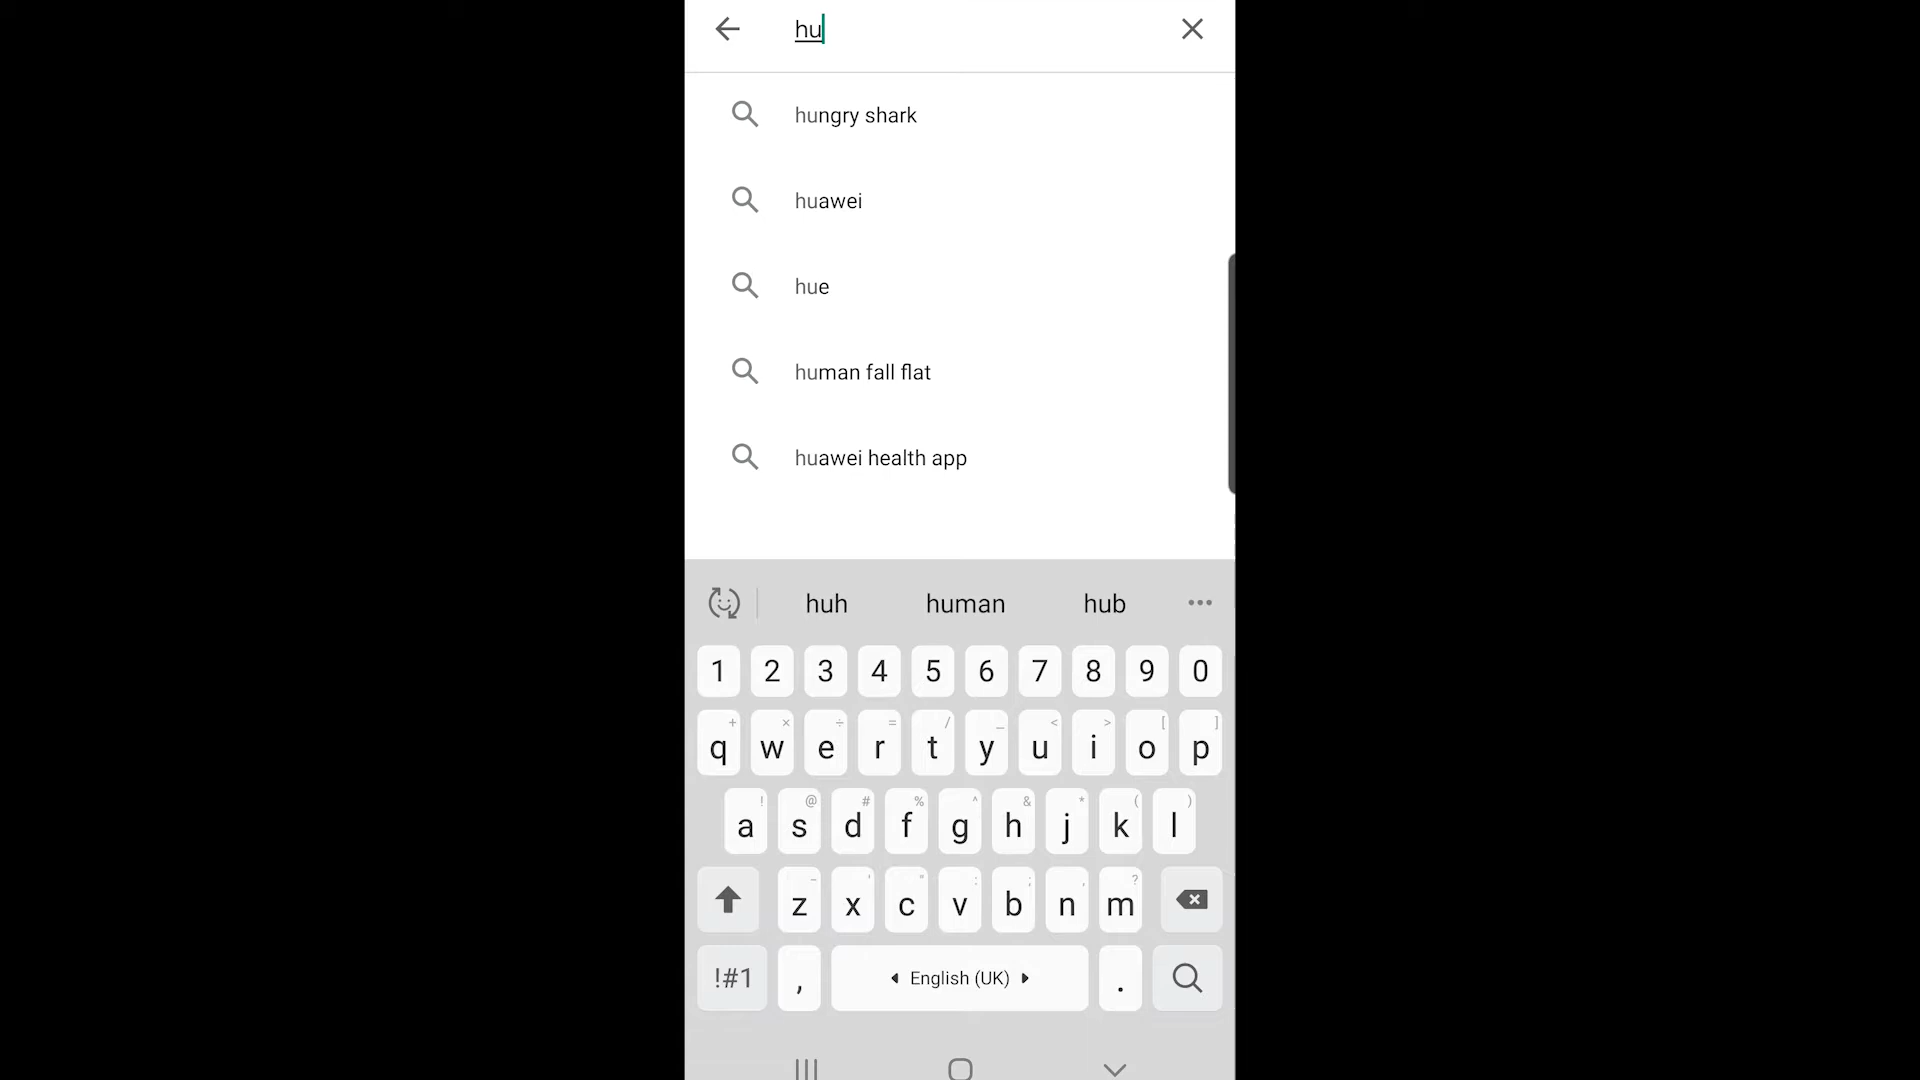 hu
hungry shark
huawei
hue
human fall flat
huawei health app
huh human hub
1 2 3 4 5 6 7 8 9 0
+ × ÷ = / _ < > [ ]
q w e r t y u i o p
! @ # % ^ & * ( )
a s d f g h j k l
- ' " : ; , ?
z x c v b n m
!#1 , English (UK) .